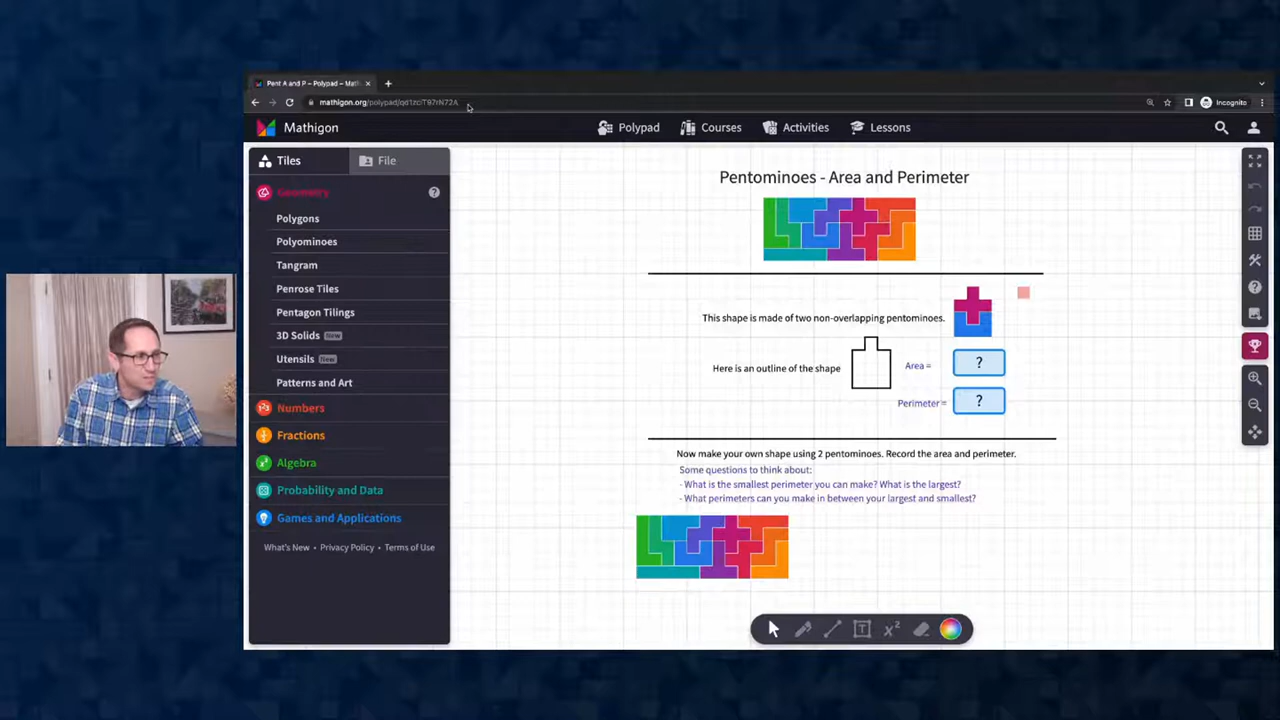 Pent A and P – Polypad – Math
mathigon.org/polypad/
Incognito
Mathigon
Polypad
Courses
Activities
Lessons
Tiles
File
Geometry
Polygons
Polyominoes
Tangram
Penrose Tiles
Pentagon Tilings
3D Solids New
Utensils New
Patterns and Art
Numbers
Fractions
Algebra
Probability and Data
Games and Applications
What's New • Privacy Policy • Terms of Use
Pentominoes - Area and Perimeter
This shape is made of two non-overlapping pentominoes.
Here is an outline of the shape
Area =
?
Perimeter =
?
Now make your own shape using 2 pentominoes. Record the area and perimeter.
Some questions to think about:
- What is the smallest perimeter you can make? What is the largest?
- What perimeters can you make in between your largest and smallest?
T
x²